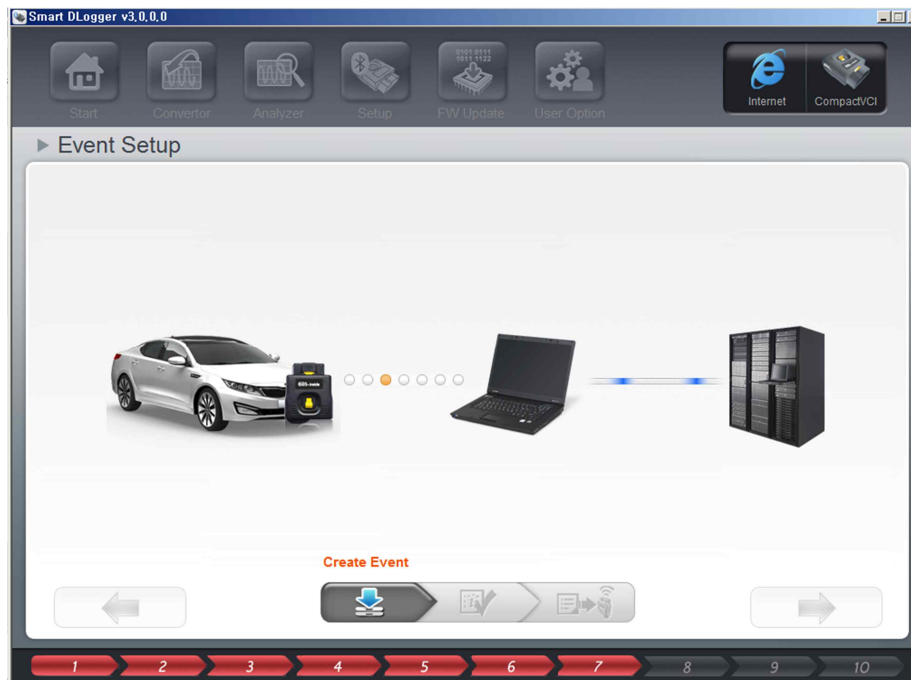 Smart DLogger v3,0,0,0
0101 0111
1011 1122
Start Convertor Analyzer Setup FW Update User Option Internet CompactVCI
Event Setup
Create Event
1 2 3 4 5 6 7 8 9 10